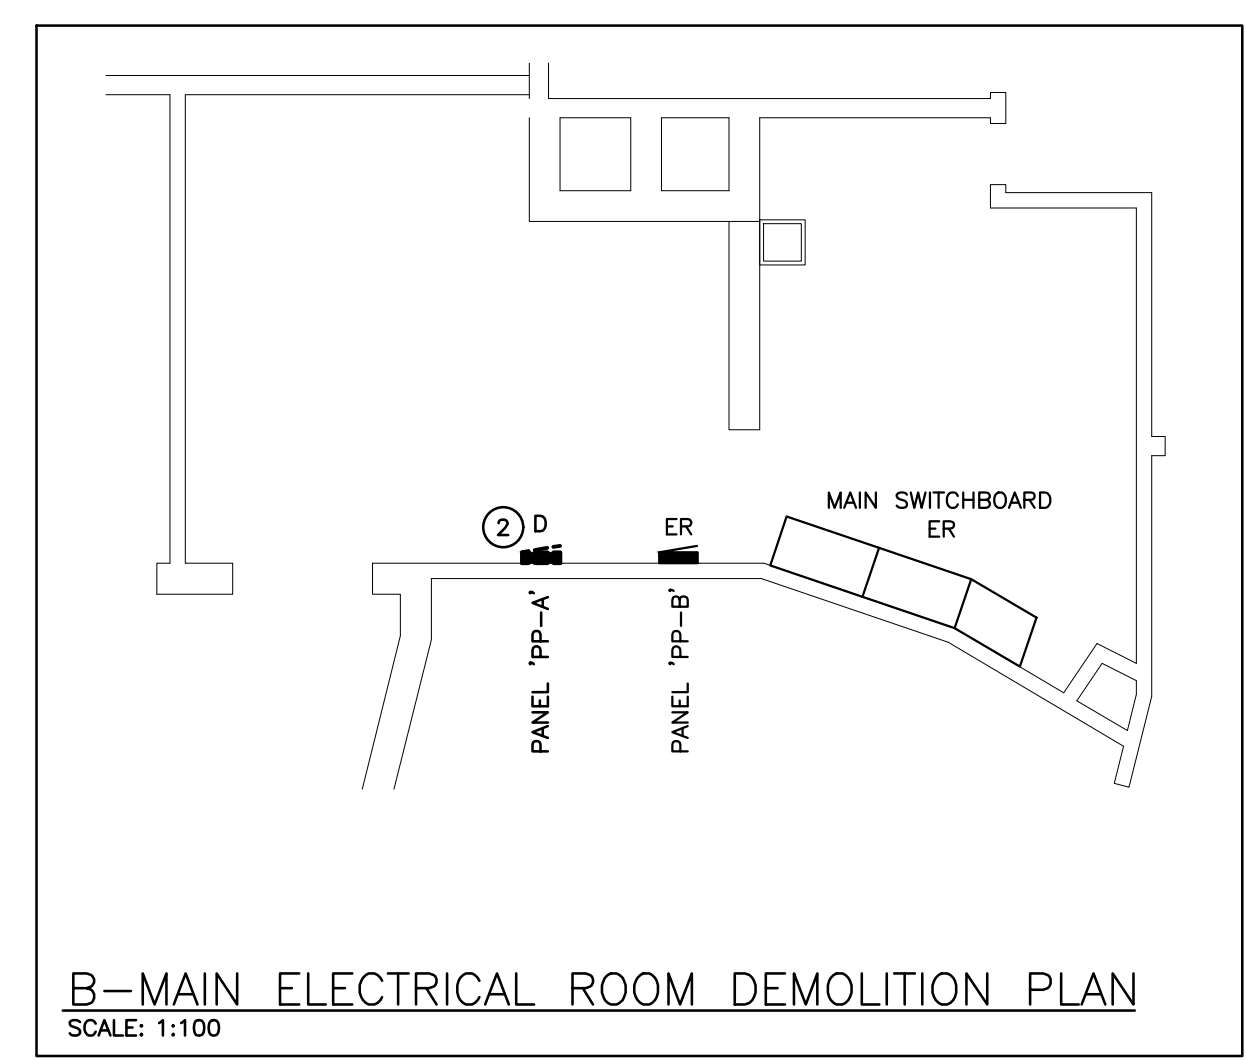 MAIN SWITCHBOARD
ER
2 D
ER
PANEL 'PP-A'
PANEL 'PP-B'
B-MAIN ELECTRICAL ROOM DEMOLITION PLAN
SCALE: 1:100